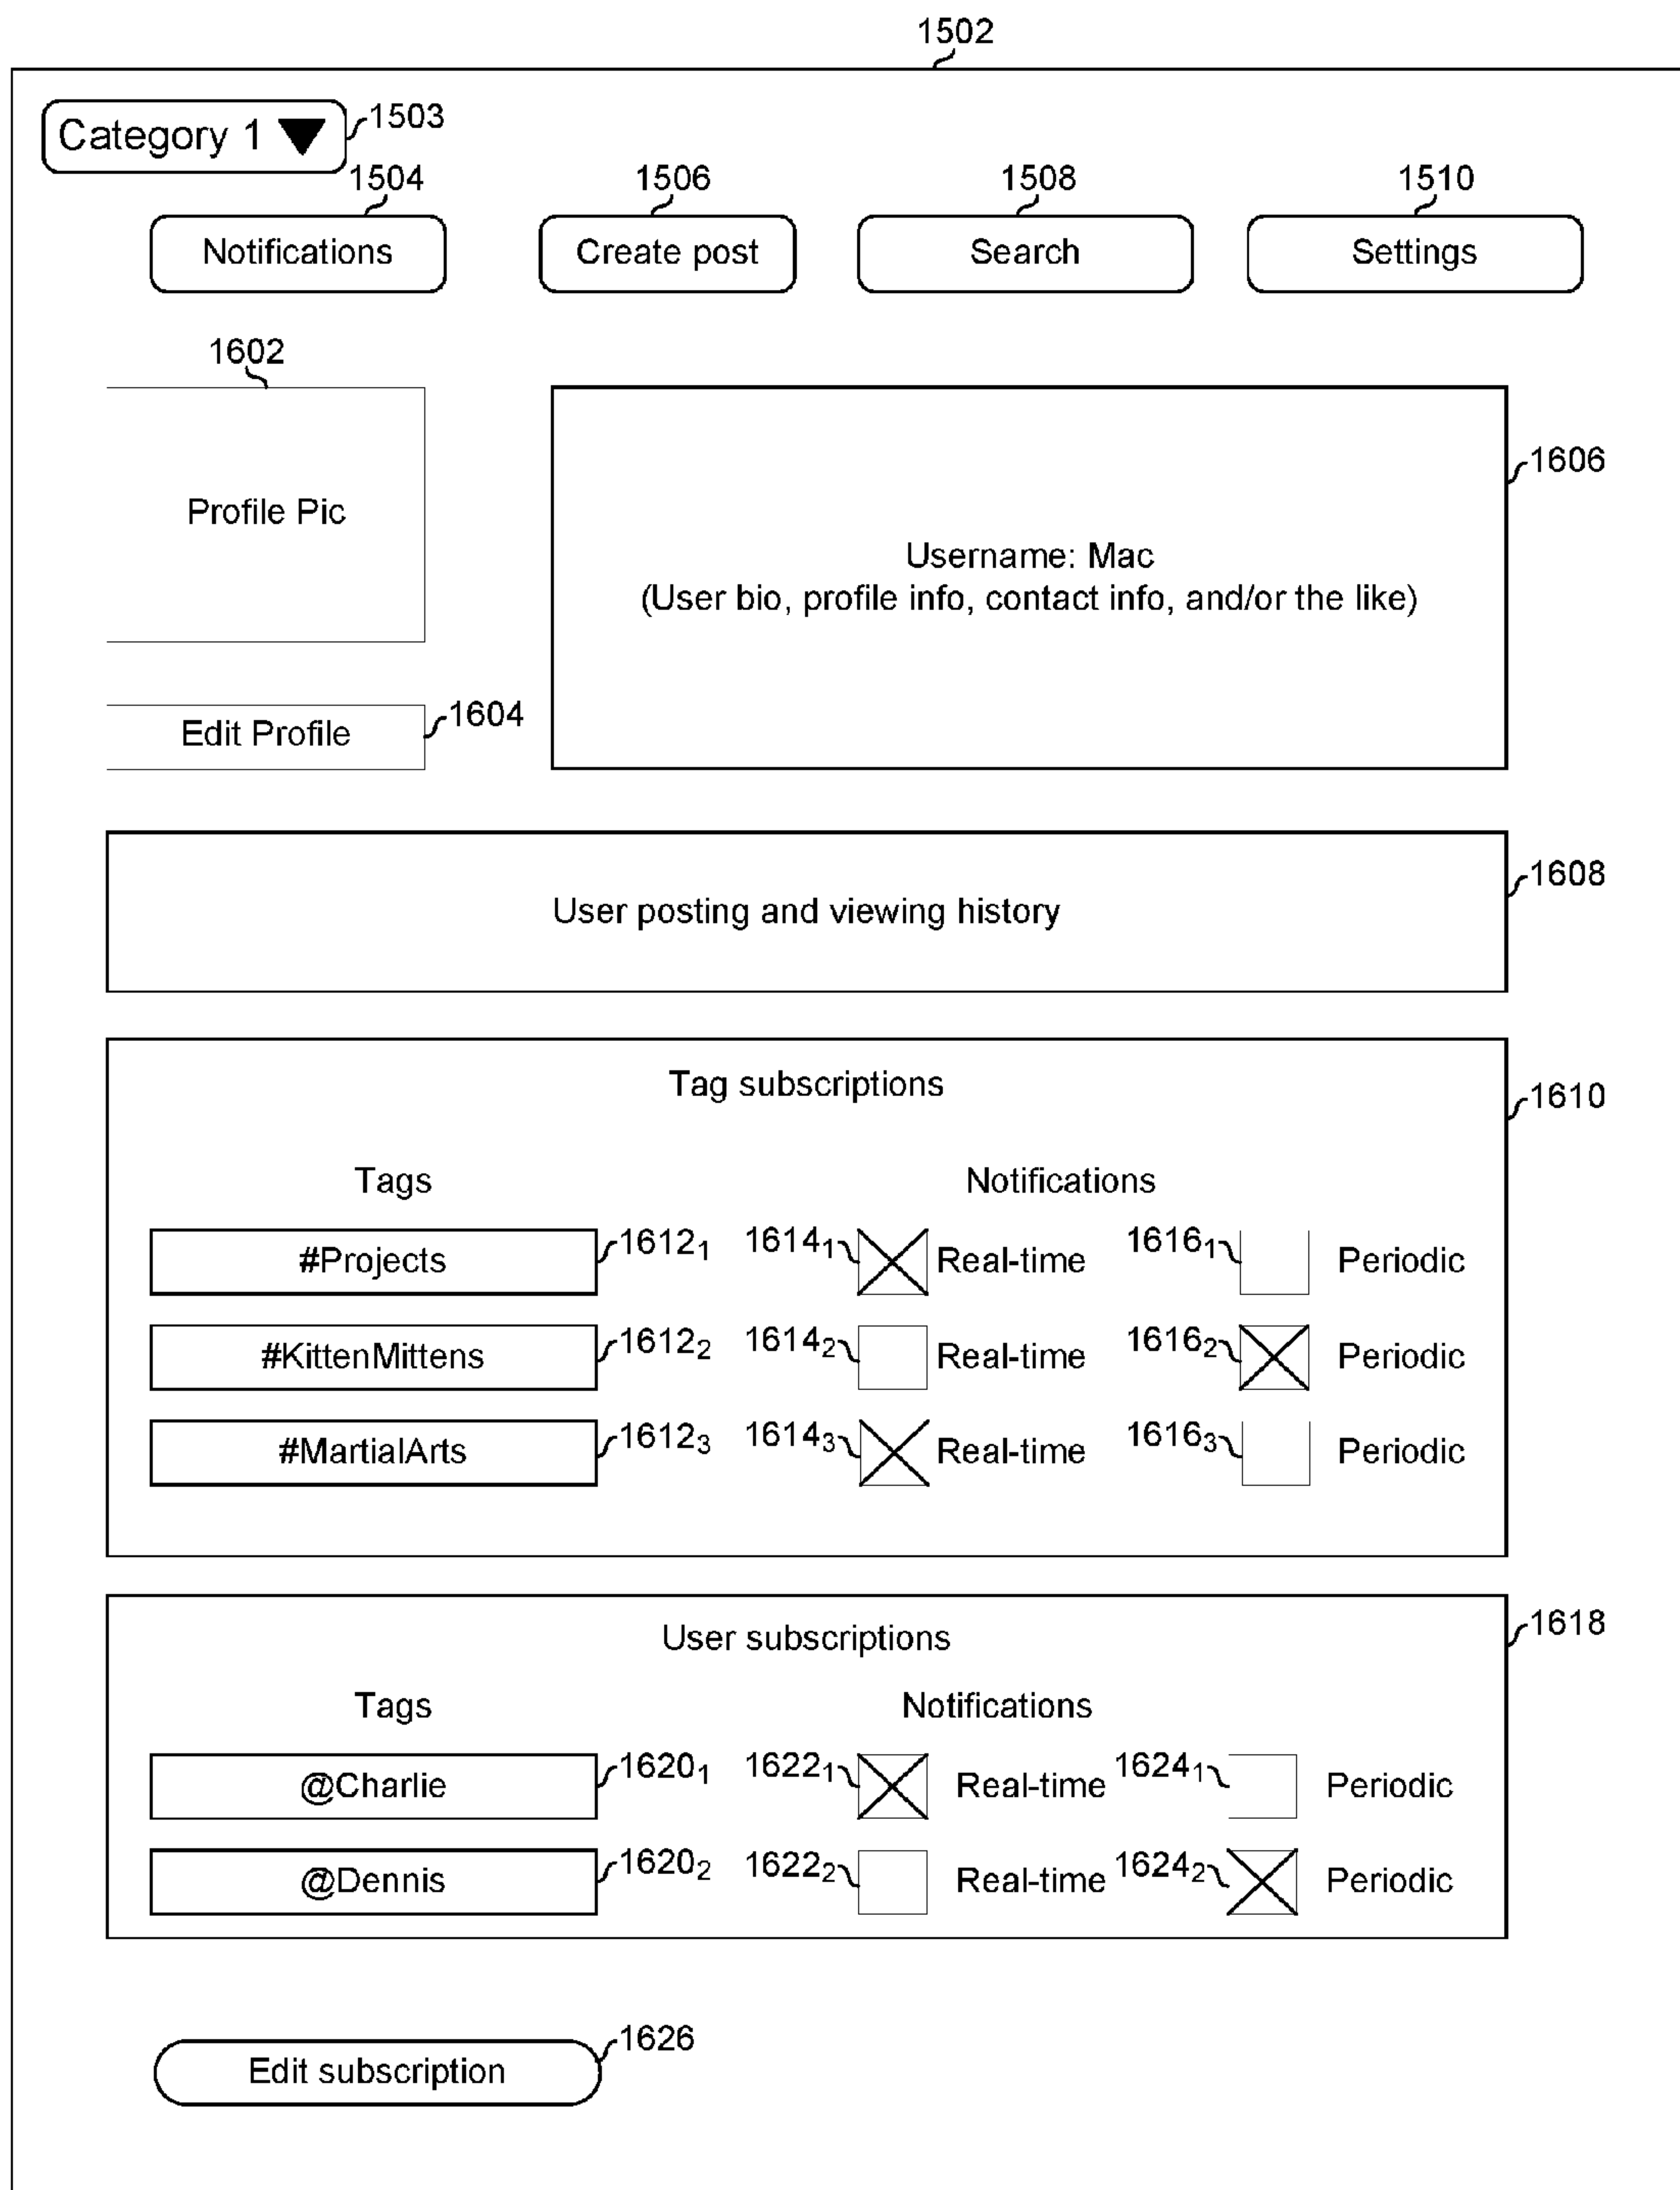 1502
Category 1 1503
1504 1506 1508 1510
Notifications Create post Search Settings
1602
Profile Pic
1606
Username: Mac
(User bio, profile info, contact info, and/or the like)
Edit Profile 1604
User posting and viewing history 1608
Tag subscriptions 1610
Tags Notifications
#Projects 1612₁ 1614₁ Real-time 1616₁ Periodic
#KittenMittens 1612₂ 1614₂ Real-time 1616₂ Periodic
#MartialArts 1612₃ 1614₃ Real-time 1616₃ Periodic
User subscriptions 1618
Tags Notifications
@Charlie 1620₁ 1622₁ Real-time 1624₁ Periodic
@Dennis 1620₂ 1622₂ Real-time 1624₂ Periodic
Edit subscription 1626